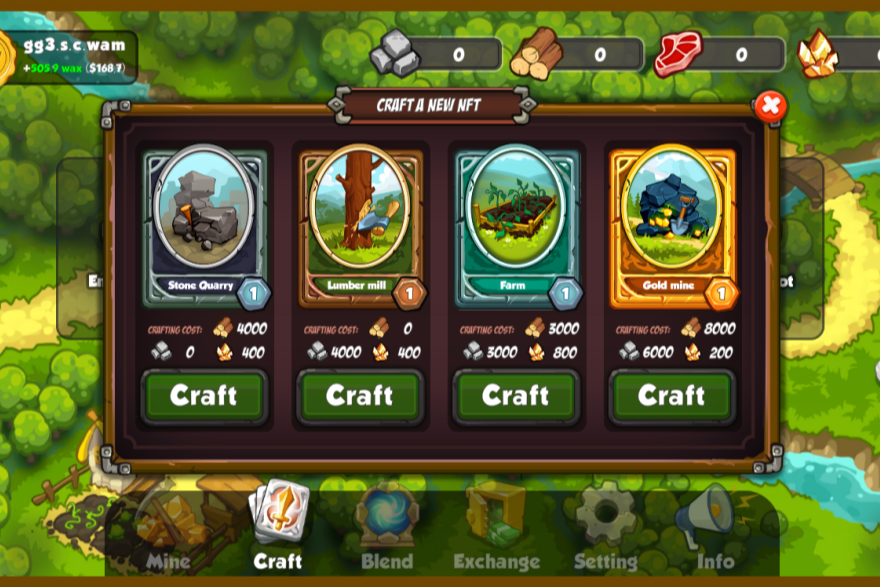 gg3.s.c.wam
+505.9 wax ($168.7)
0
0
0
CRAFT A NEW NFT
Stone Quarry 1
Lumber mill 1
Farm 1
Gold mine 1
CRAFTING COST: 4000
0 400
CRAFTING COST: 0
4000 400
CRAFTING COST: 3000
3000 800
CRAFTING COST: 8000
6000 200
Craft
Craft
Craft
Craft
Mine
Craft
Blend
Exchange
Setting
Info